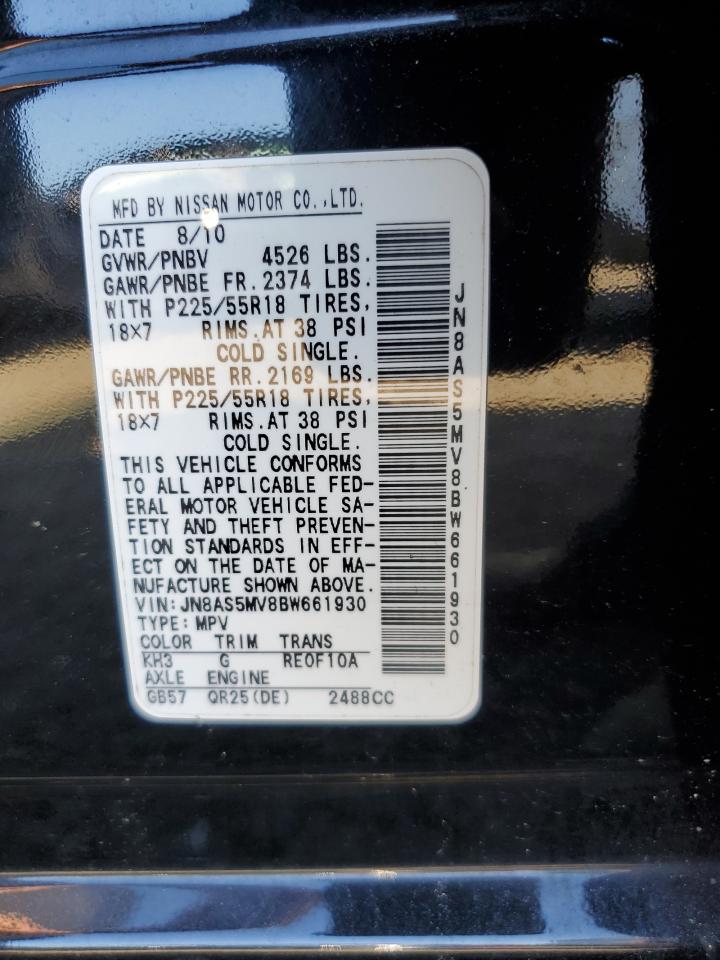 MFD BY NISSAN MOTOR CO.,LTD.
DATE 8/10
GVWR/PNBV 4526 LBS.
GAWR/PNBE FR. 2374 LBS.
WITH P225/55R18 TIRES,
18X7 RIMS. AT 38 PSI
COLD SINGLE.
GAWR/PNBE RR. 2169 LBS.
WITH P225/55R18 TIRES,
18X7 RIMS. AT 38 PSI
COLD SINGLE.
THIS VEHICLE CONFORMS
TO ALL APPLICABLE FED-
ERAL MOTOR VEHICLE SA-
FETY AND THEFT PREVEN-
TION STANDARDS IN EFF-
ECT ON THE DATE OF MA-
NUFACTURE SHOWN ABOVE.
VIN: JN8AS5MV8BW661930
TYPE: MPV
COLOR TRIM TRANS
KH3 G RE0F10A
AXLE ENGINE
GB57 QR25(DE) 2488CC
JN8AS5MV8BW661930